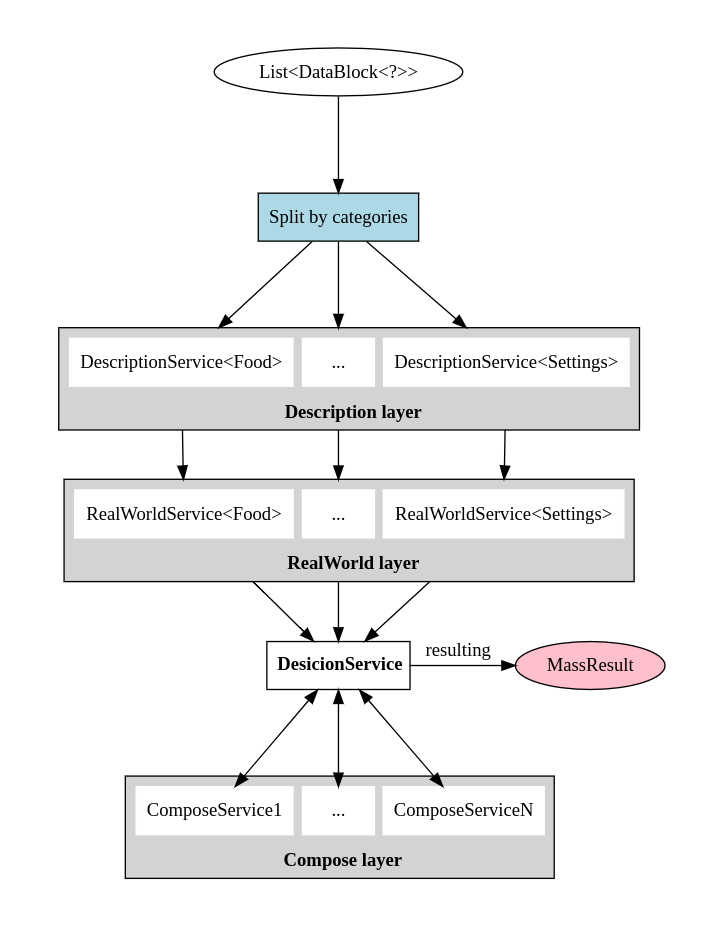 List<DataBlock<?>>
Split by categories
DescriptionService<Food> ... DescriptionService<Settings>
Description layer
RealWorldService<Food> ... RealWorldService<Settings>
RealWorld layer
resulting
DesicionService MassResult
ComposeService1 ... ComposeServiceN
Compose layer